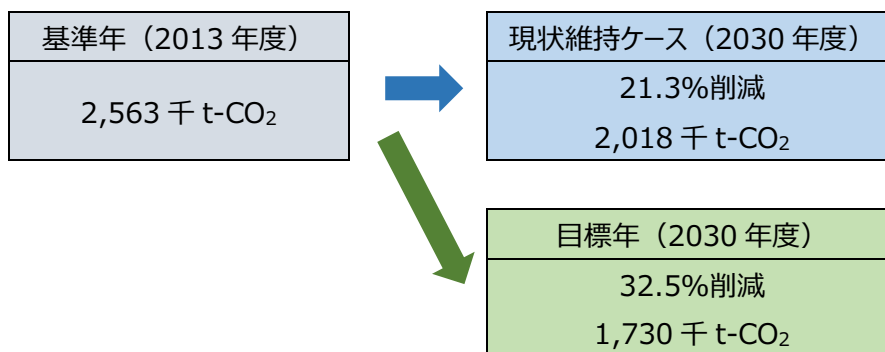 基準年（2013 年度）
2,563 千 t-CO₂
現状維持ケース（2030 年度）
21.3%削減
2,018 千 t-CO₂
目標年（2030 年度）
32.5%削減
1,730 千 t-CO₂